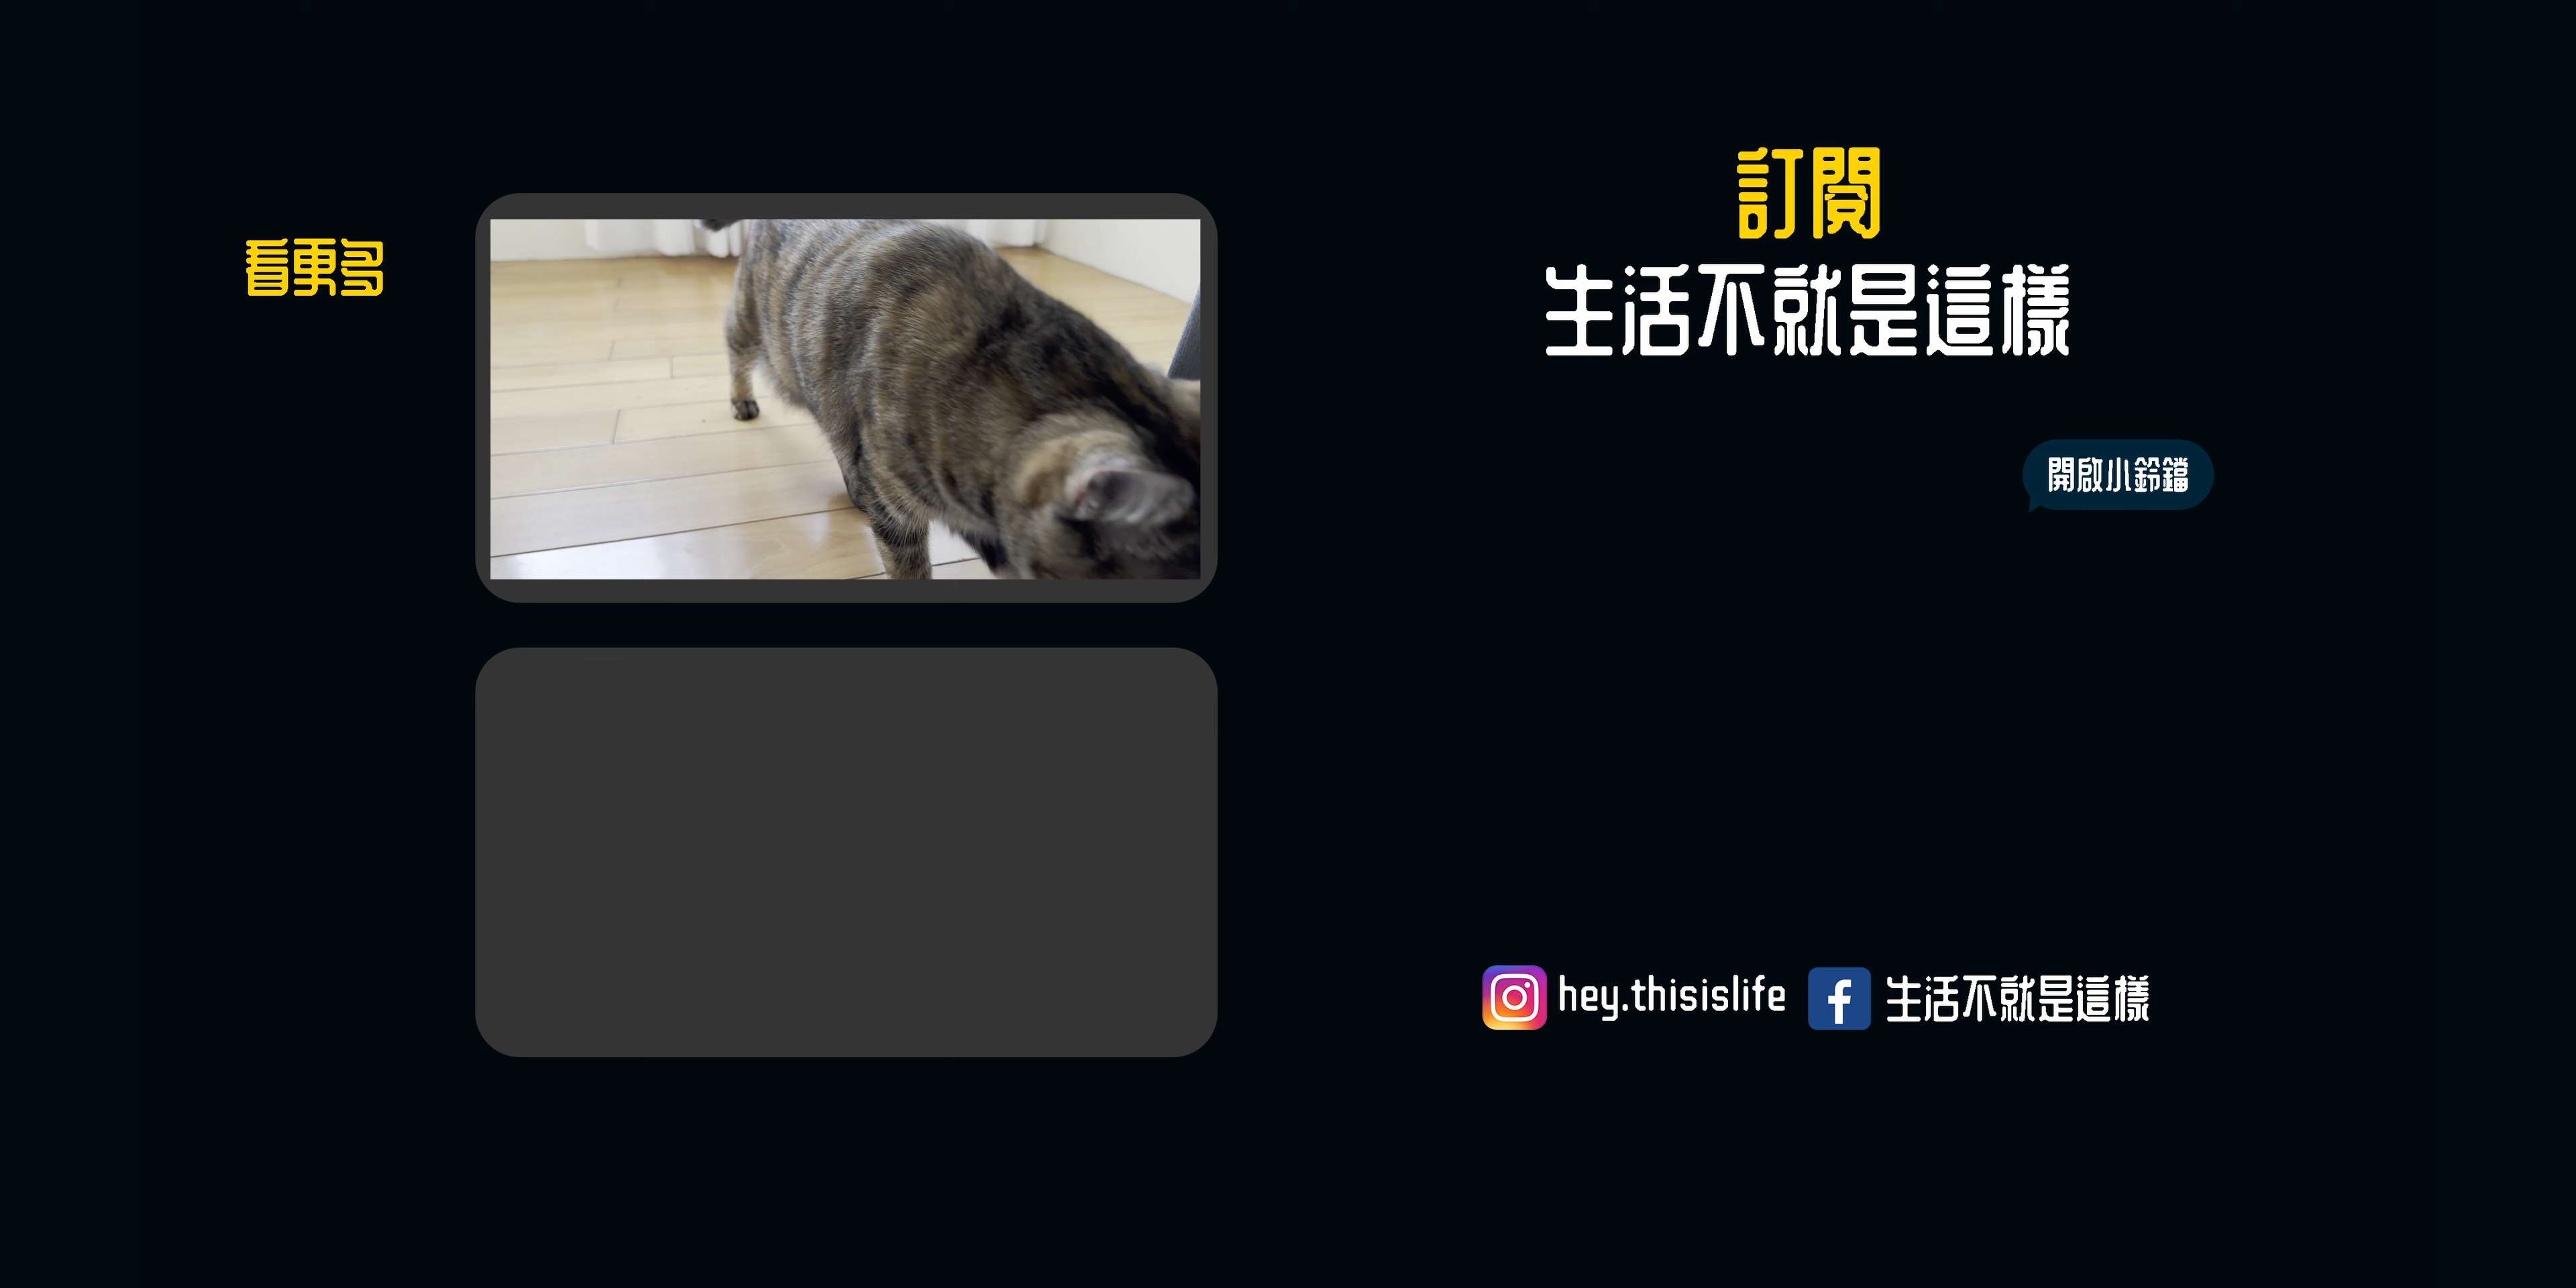 看更多
訂閱
生活不就是這樣
開啟小鈴鐺
hey.thisislife
生活不就是這樣